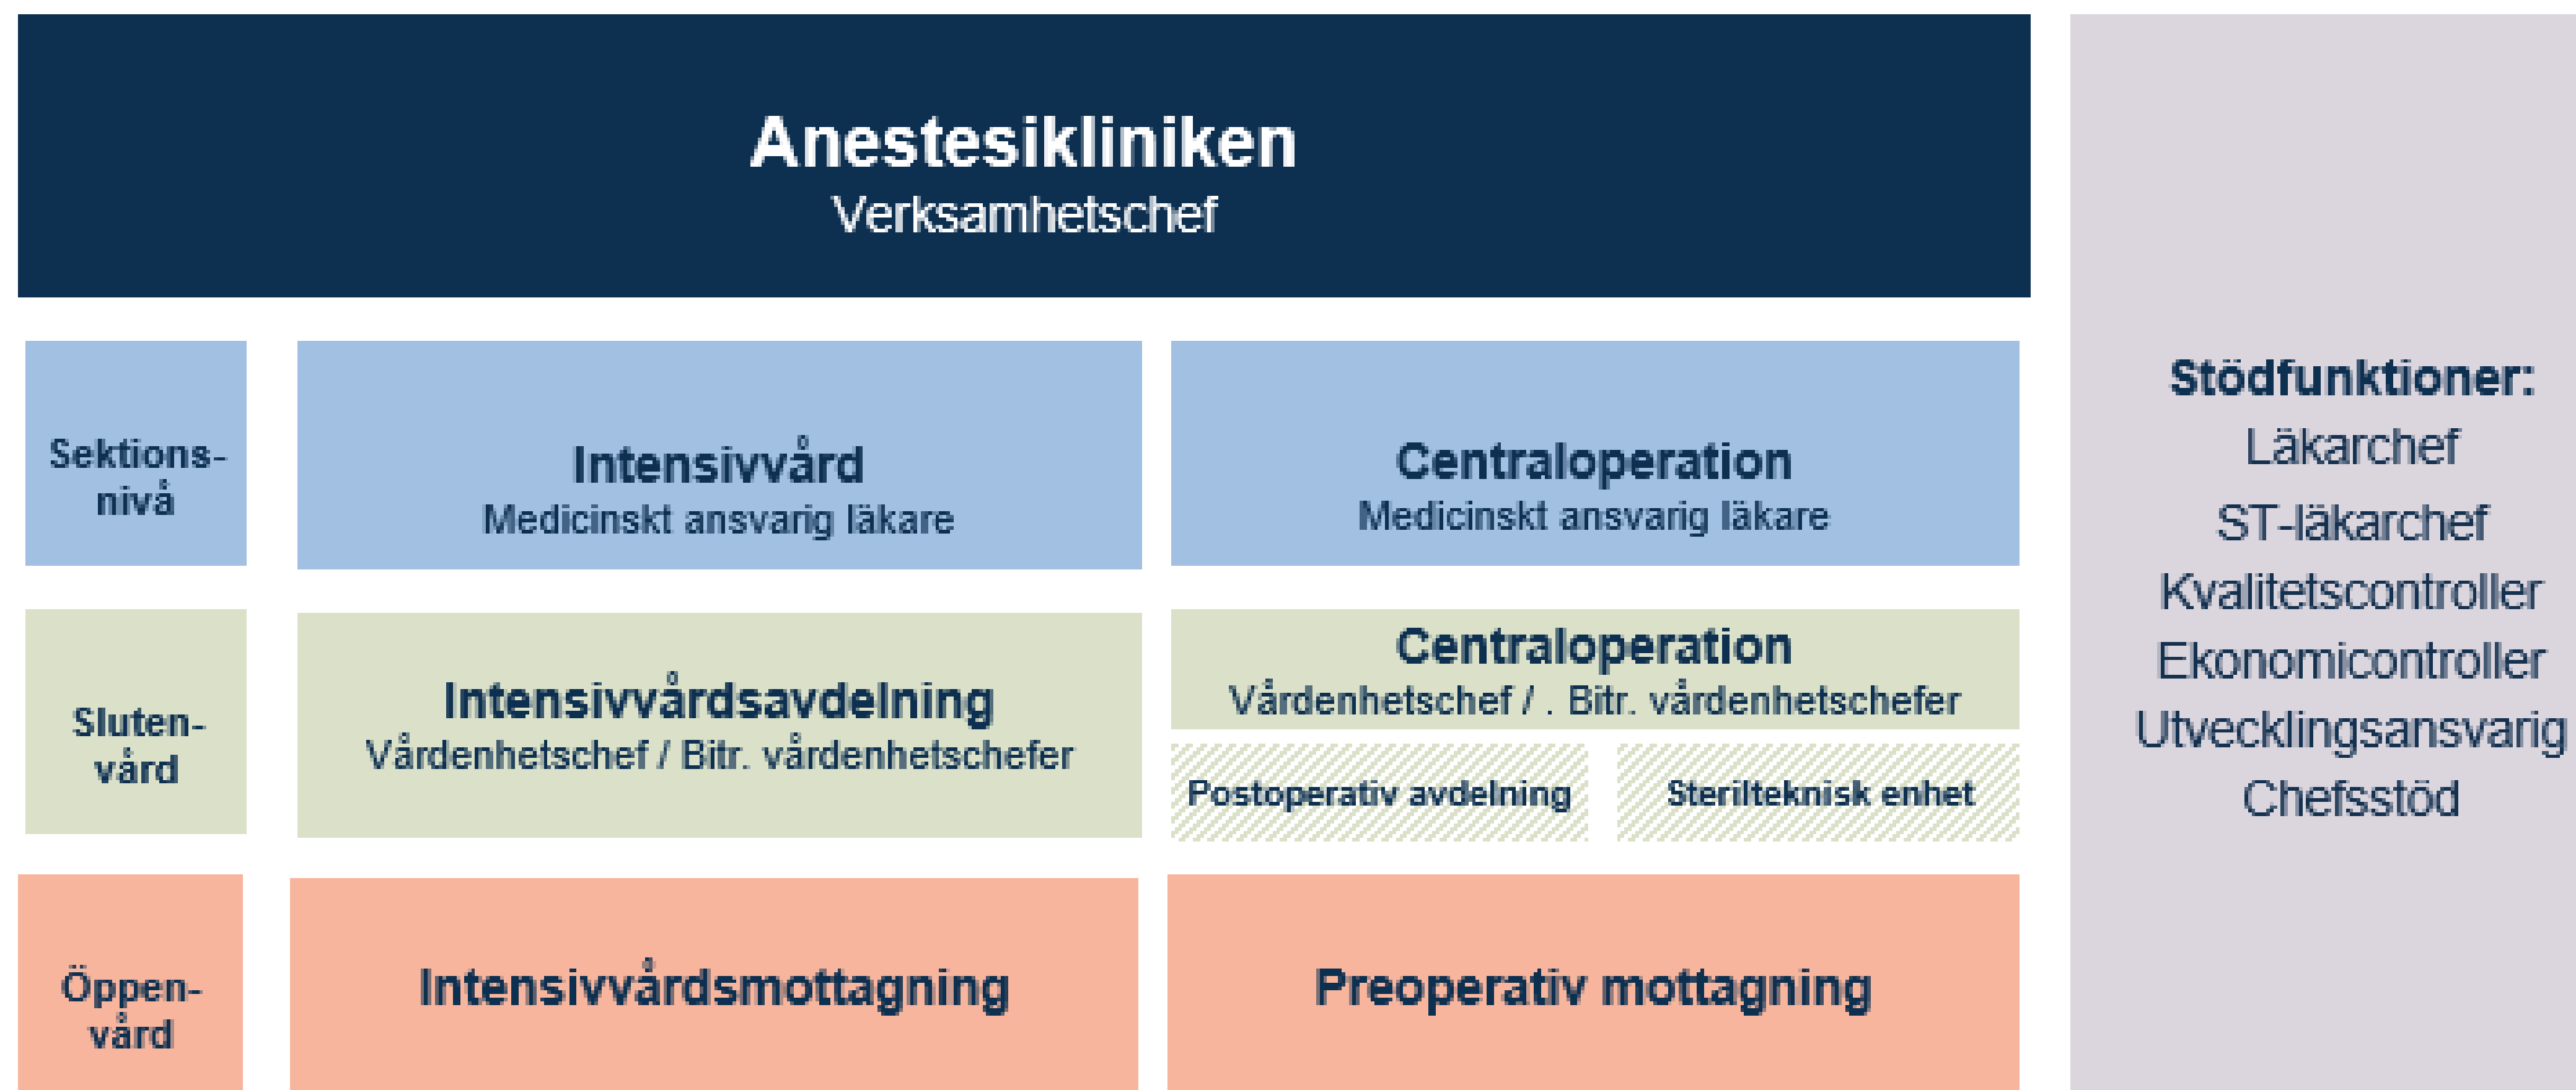 Anestesikliniken
Verksamhetschef
Sektions-
nivå
Intensivvård
Medicinskt ansvarig läkare
Centraloperation
Medicinskt ansvarig läkare
Sluten-
vård
Intensivvårdsavdelning
Vårdenhetschef / Bitr. vårdenhetschefer
Centraloperation
Vårdenhetschef / . Bitr. vårdenhetschefer
Postoperativ avdelning
Sterilteknisk enhet
Öppen-
vård
Intensivvårdsmottagning
Preoperativ mottagning
Stödfunktioner:
Läkarchef
ST-läkarchef
Kvalitetscontroller
Ekonomicontroller
Utvecklingsansvarig
Chefsstöd